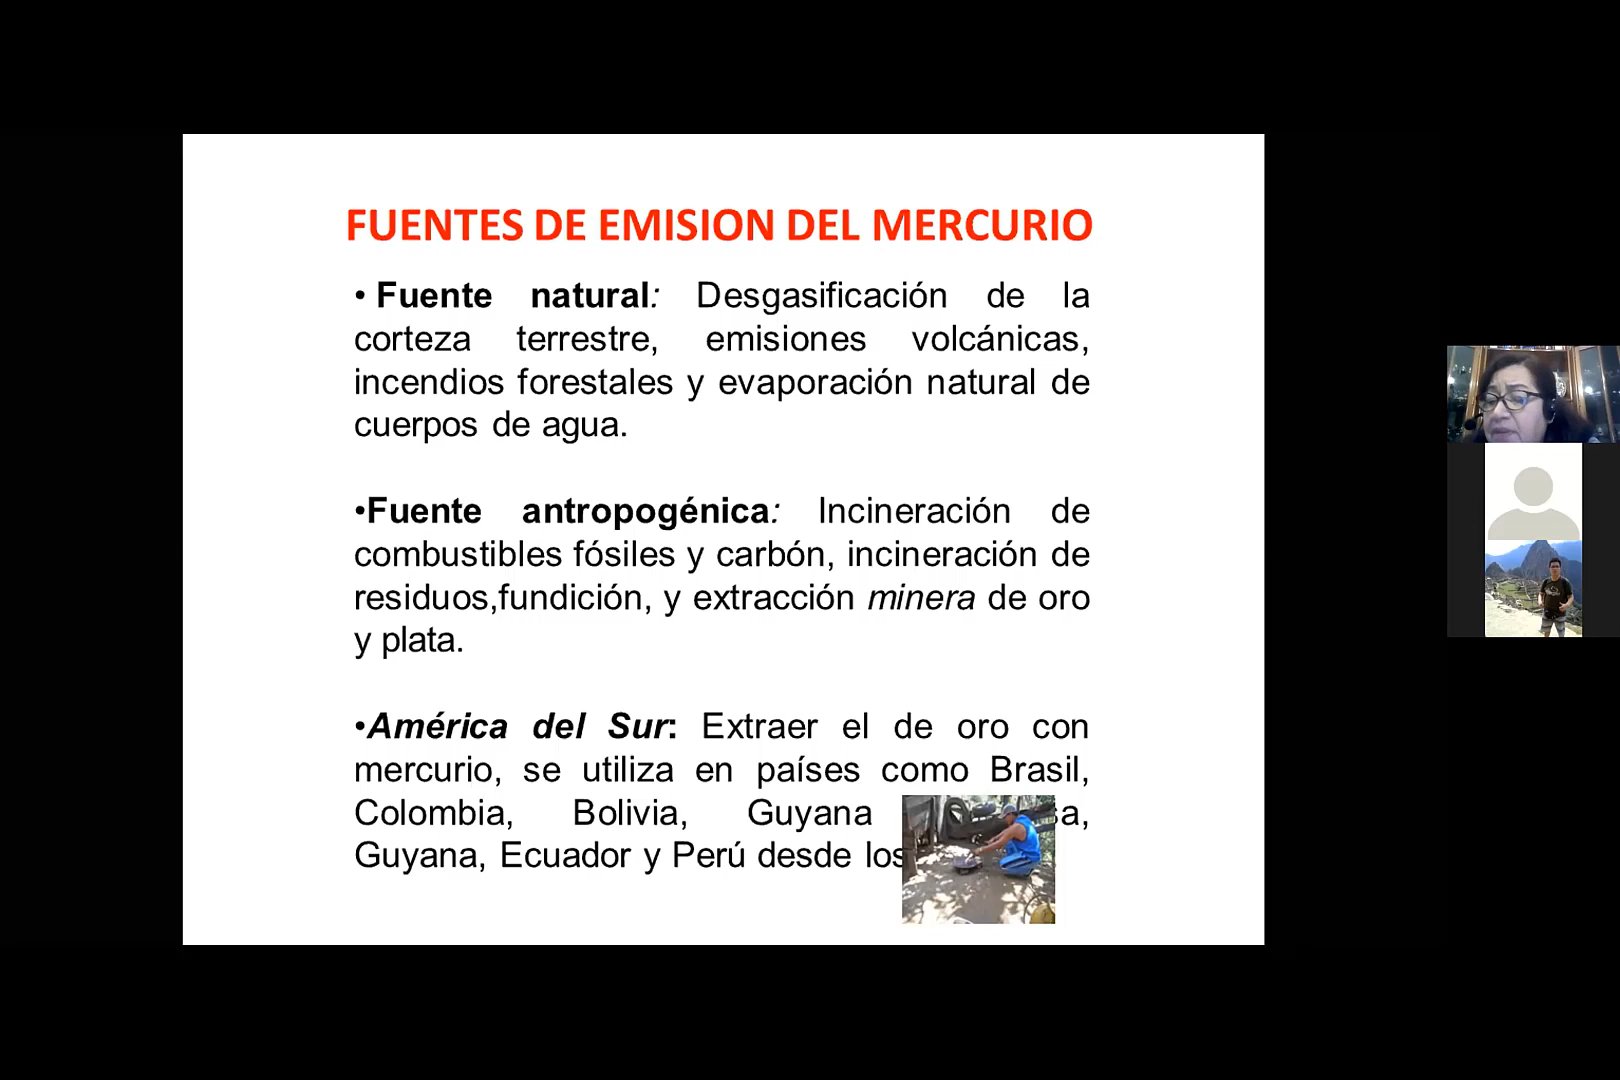 FUENTES DE EMISION DEL MERCURIO
• Fuente natural: Desgasificación de la
corteza terrestre, emisiones volcánicas,
incendios forestales y evaporación natural de
cuerpos de agua.
•Fuente antropogénica: Incineración de
combustibles fósiles y carbón, incineración de
residuos,fundición, y extracción minera de oro
y plata.
•América del Sur: Extraer el de oro con
mercurio, se utiliza en países como Brasil,
Colombia, Bolivia, Guyana
Guyana, Ecuador y Perú desde los